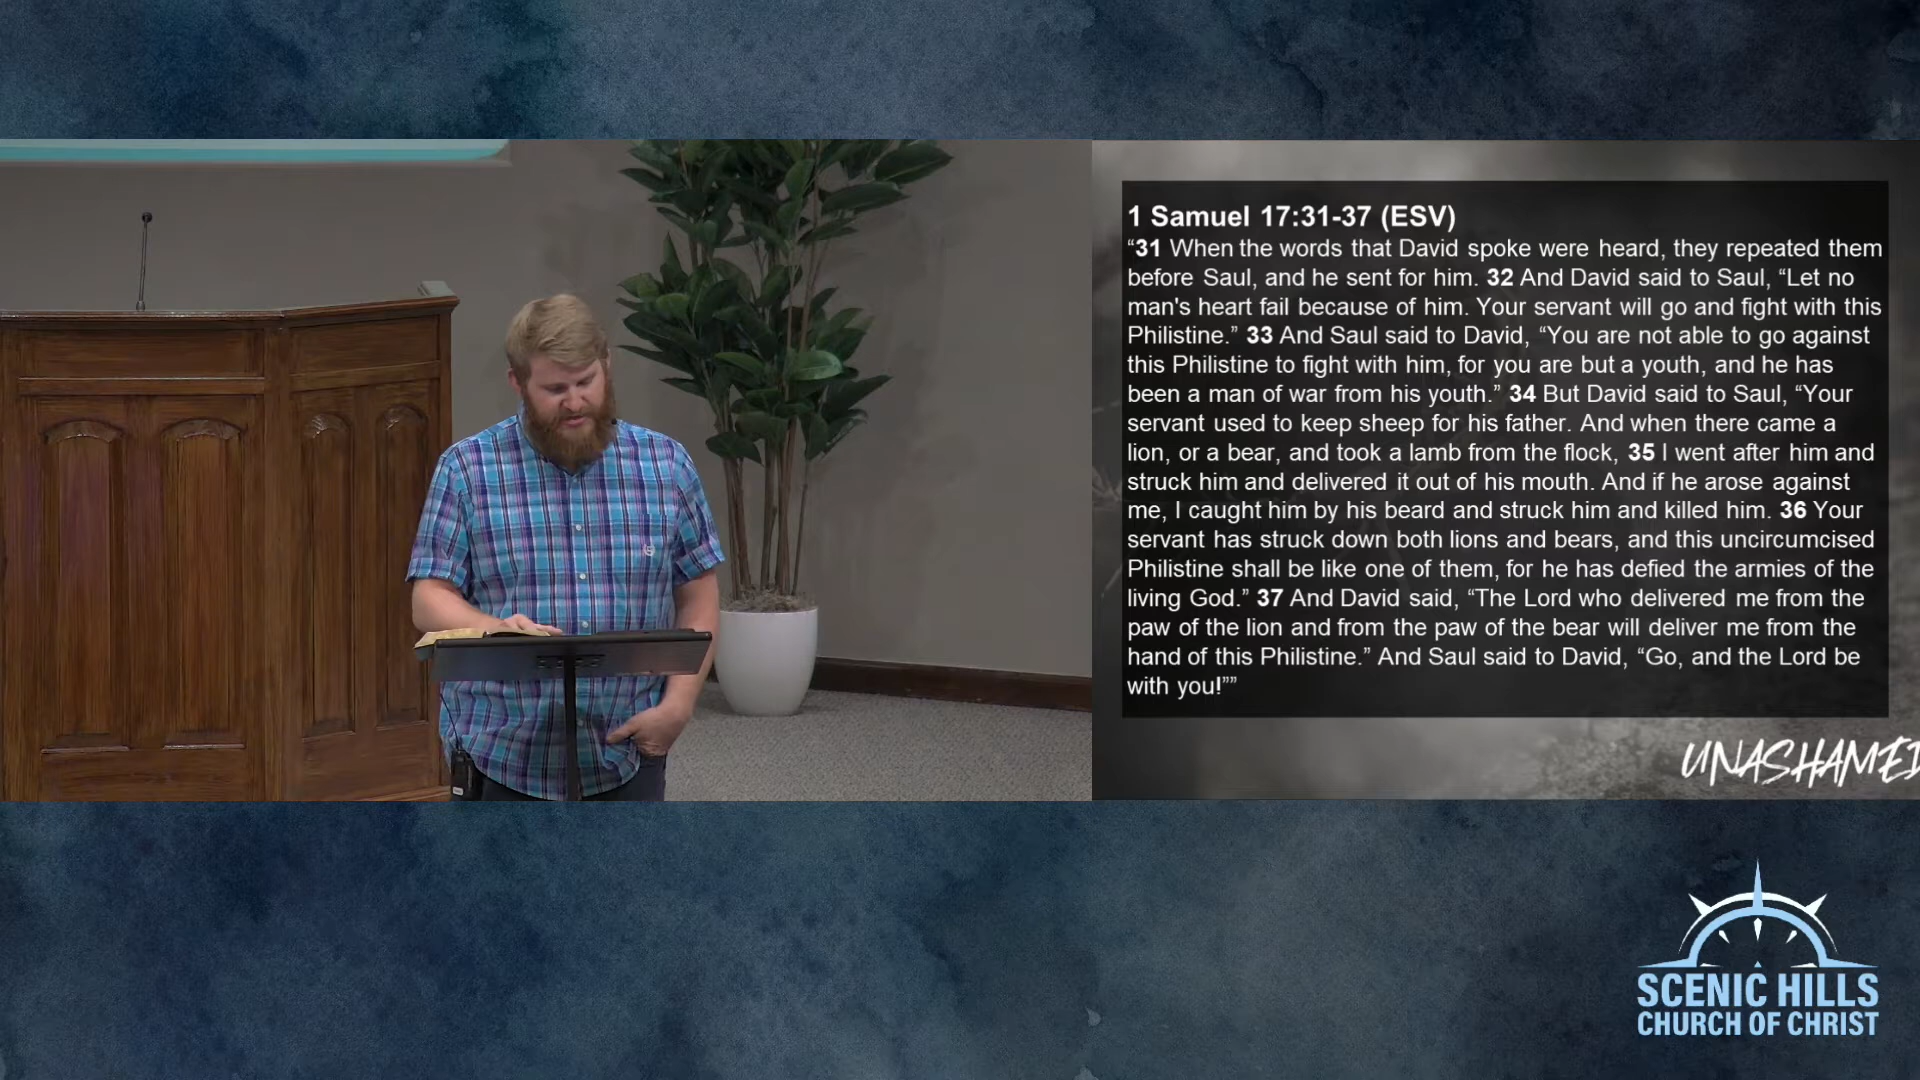 1 Samuel 17:31-37 (ESV)
“31 When the words that David spoke were heard, they repeated them
before Saul, and he sent for him. 32 And David said to Saul, “Let no
man's heart fail because of him. Your servant will go and fight with this
Philistine.” 33 And Saul said to David, “You are not able to go against
this Philistine to fight with him, for you are but a youth, and he has
been a man of war from his youth.” 34 But David said to Saul, “Your
servant used to keep sheep for his father. And when there came a
lion, or a bear, and took a lamb from the flock, 35 I went after him and
struck him and delivered it out of his mouth. And if he arose against
me, I caught him by his beard and struck him and killed him. 36 Your
servant has struck down both lions and bears, and this uncircumcised
Philistine shall be like one of them, for he has defied the armies of the
living God.” 37 And David said, “The Lord who delivered me from the
paw of the lion and from the paw of the bear will deliver me from the
hand of this Philistine.” And Saul said to David, “Go, and the Lord be
with you!””
UNASHAMED
SCENIC HILLS
CHURCH OF CHRIST